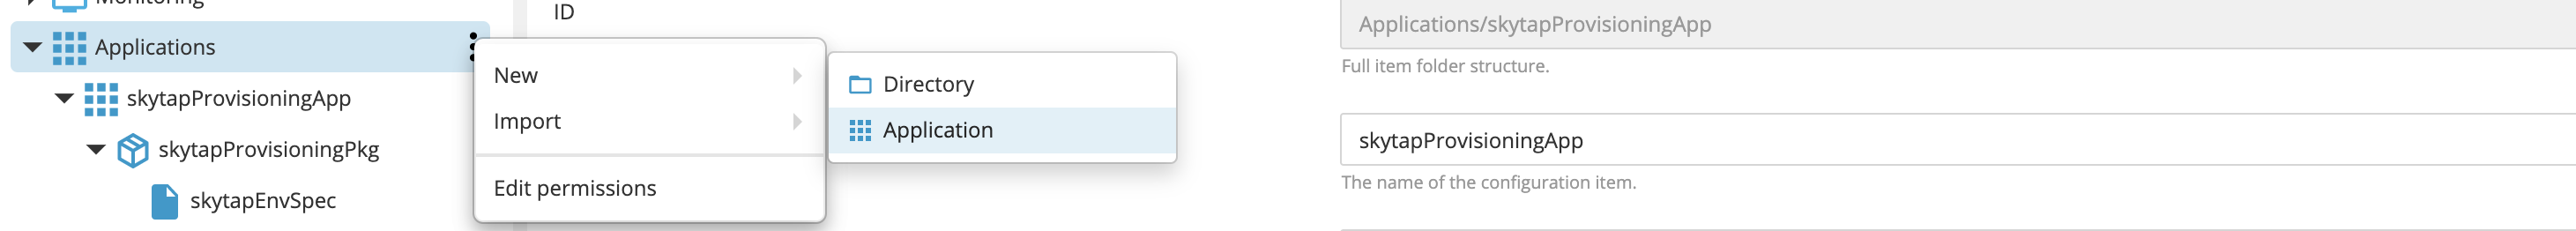 Monitoring
Applications
skytapProvisioningApp
skytapProvisioningPkg
skytapEnvSpec
New
Import
Edit permissions
Directory
Application
ID
Applications/skytapProvisioningApp
Full item folder structure.
skytapProvisioningApp
The name of the configuration item.